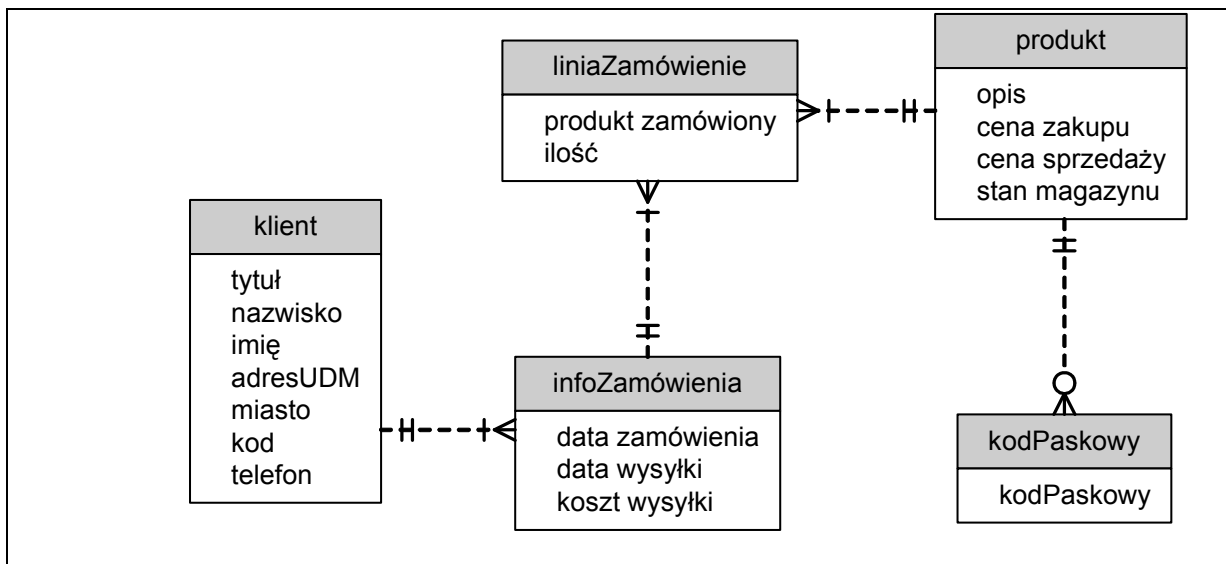 liniaZamówienie
produkt zamówiony
ilość
produkt
opis
cena zakupu
cena sprzedaży
stan magazynu
klient
tytuł
nazwisko
imię
adresUDM
miasto
kod
telefon
infoZamówienia
data zamówienia
data wysyłki
koszt wysyłki
kodPaskowy
kodPaskowy